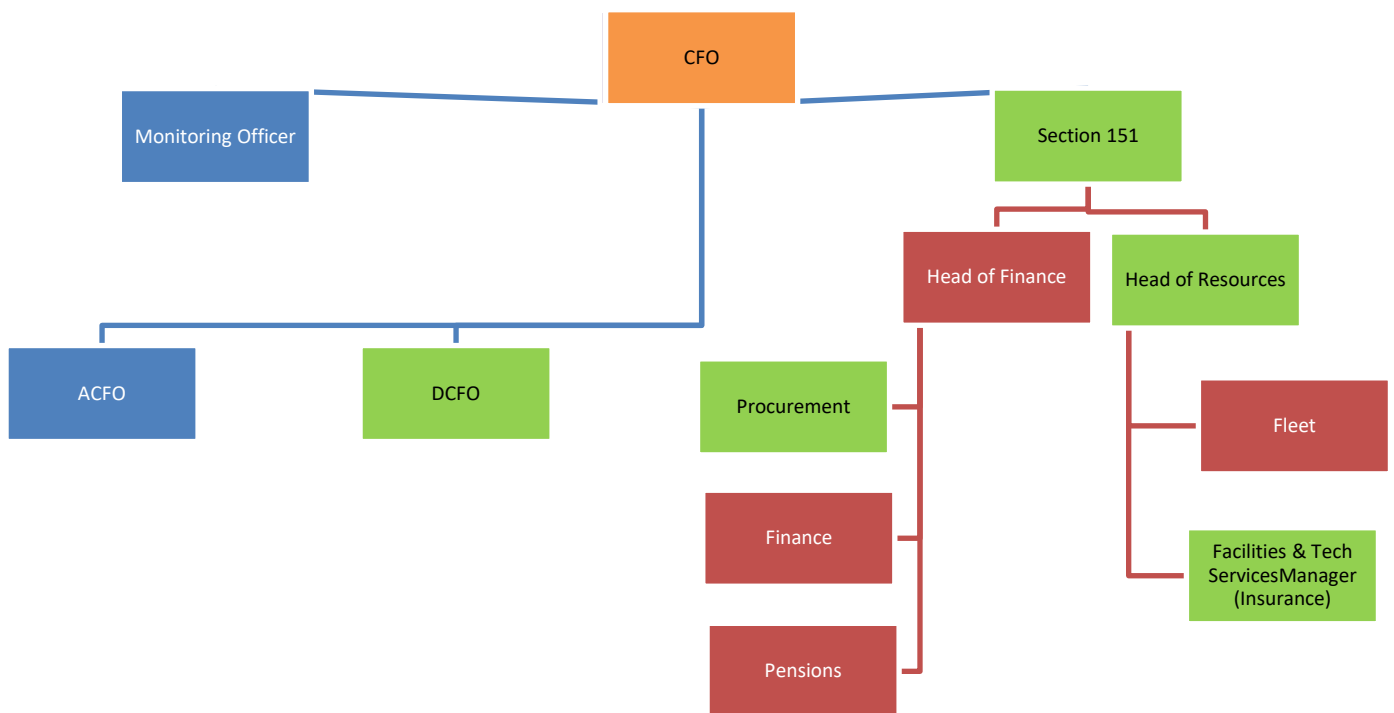 CFO
Monitoring Officer
Section 151
Head of Finance
Head of Resources
ACFO
DCFO
Procurement
Fleet
Finance
Facilities & Tech
ServicesManager
(Insurance)
Pensions